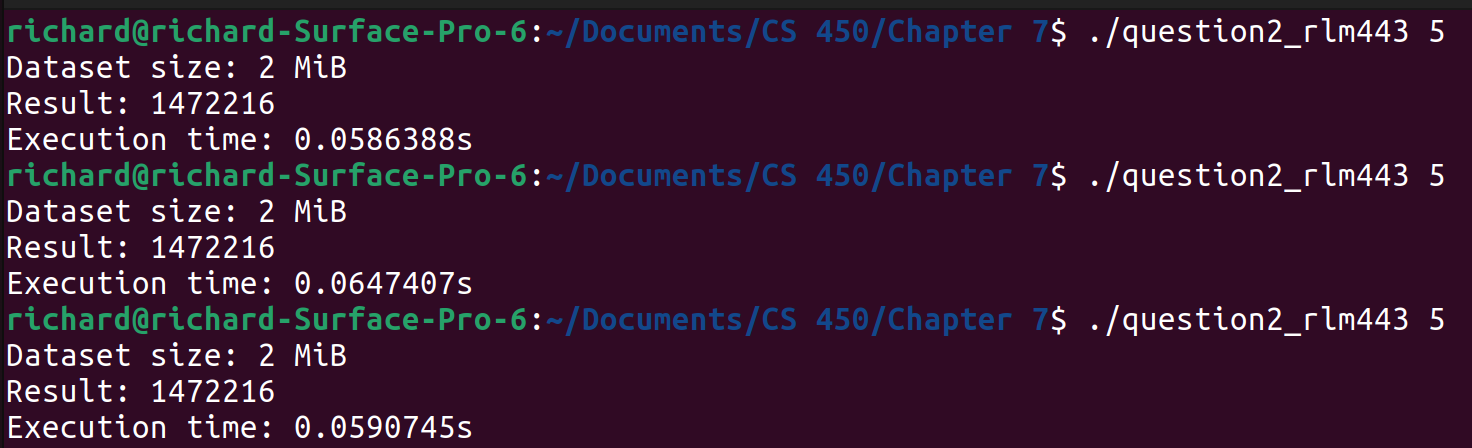 richard@richard-Surface-Pro-6:~/Documents/CS 450/Chapter 7$ ./question2_rlm443 5
Dataset size: 2 MiB
Result: 1472216
Execution time: 0.0586388s
richard@richard-Surface-Pro-6:~/Documents/CS 450/Chapter 7$ ./question2_rlm443 5
Dataset size: 2 MiB
Result: 1472216
Execution time: 0.0647407s
richard@richard-Surface-Pro-6:~/Documents/CS 450/Chapter 7$ ./question2_rlm443 5
Dataset size: 2 MiB
Result: 1472216
Execution time: 0.0590745s